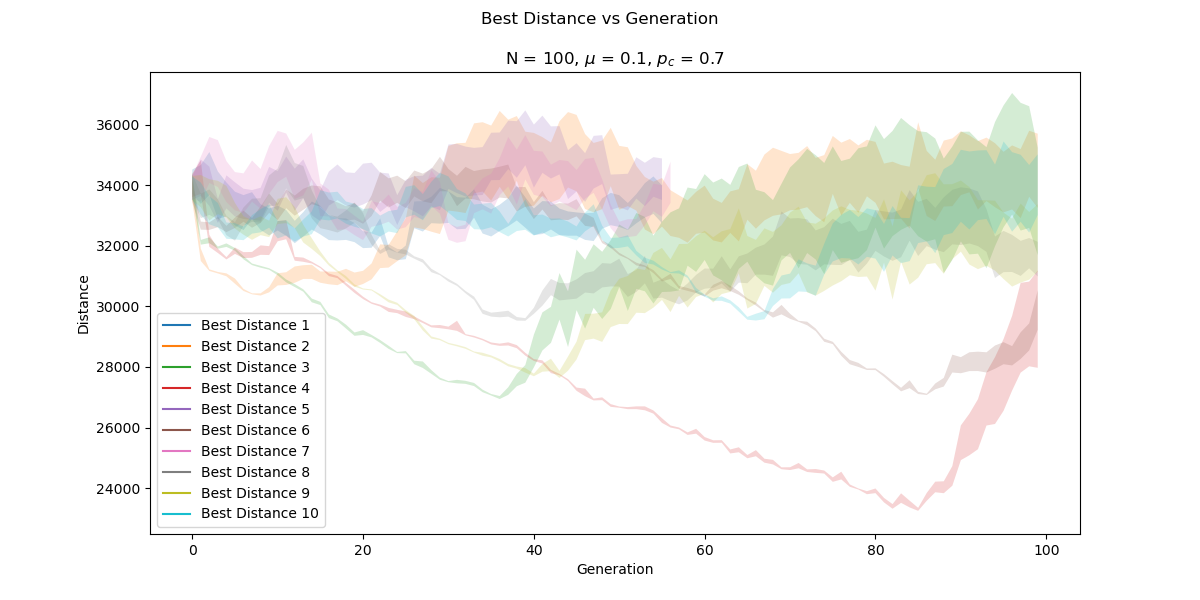 Best Distance vs Generation
N = 100, μ = 0.1, p_c = 0.7
Distance
36000
34000
32000
30000
28000
26000
24000
Best Distance 1
Best Distance 2
Best Distance 3
Best Distance 4
Best Distance 5
Best Distance 6
Best Distance 7
Best Distance 8
Best Distance 9
Best Distance 10
0 20 40 60 80 100
Generation